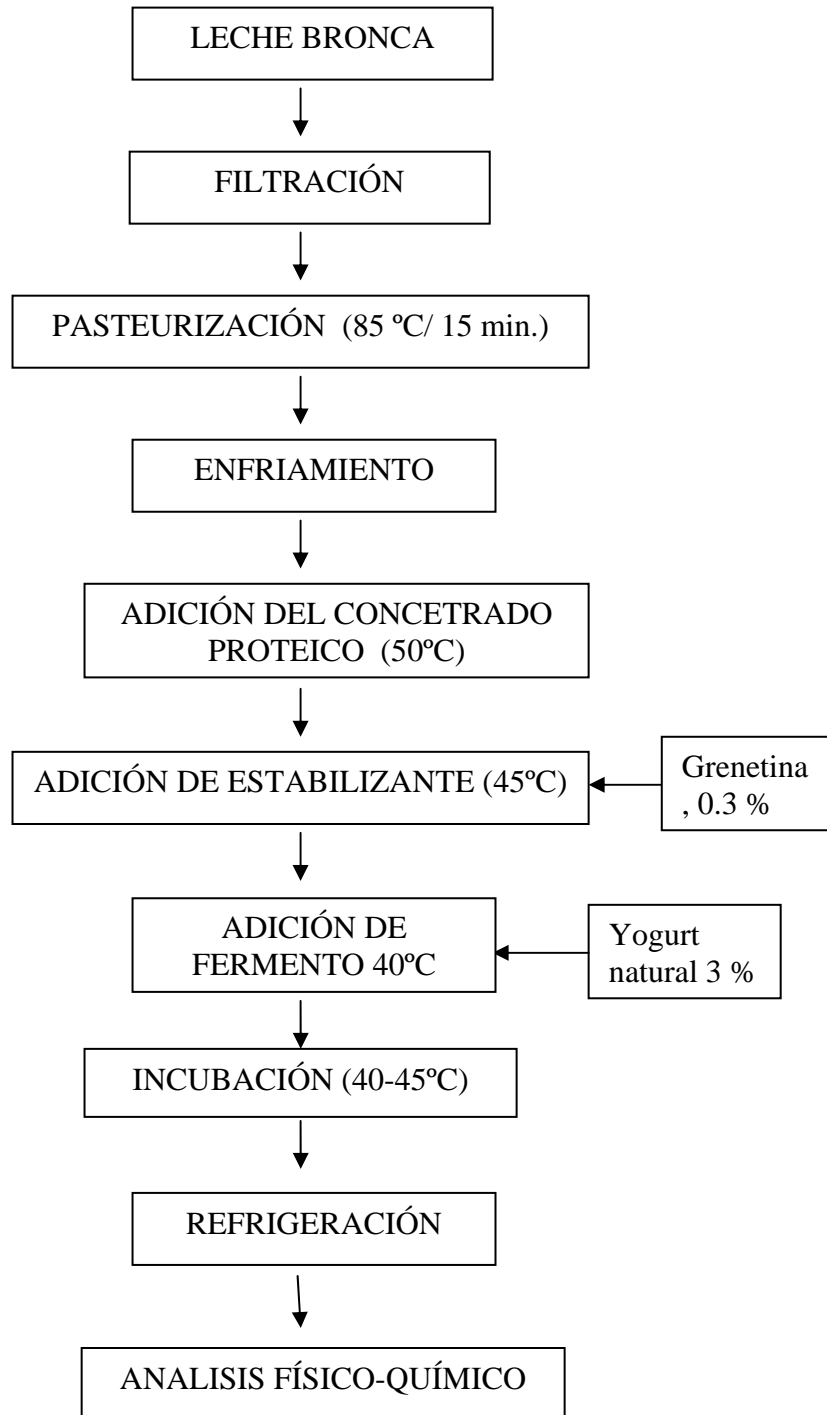 LECHE BRONCA
FILTRACIÓN
PASTEURIZACIÓN (85 ºC/ 15 min.)
ENFRIAMIENTO
ADICIÓN DEL CONCETRADO
PROTEICO (50ºC)
ADICIÓN DE ESTABILIZANTE (45ºC)
Grenetina
, 0.3 %
ADICIÓN DE
FERMENTO 40ºC
Yogurt
natural 3 %
INCUBACIÓN (40-45ºC)
REFRIGERACIÓN
ANALISIS FÍSICO-QUÍMICO